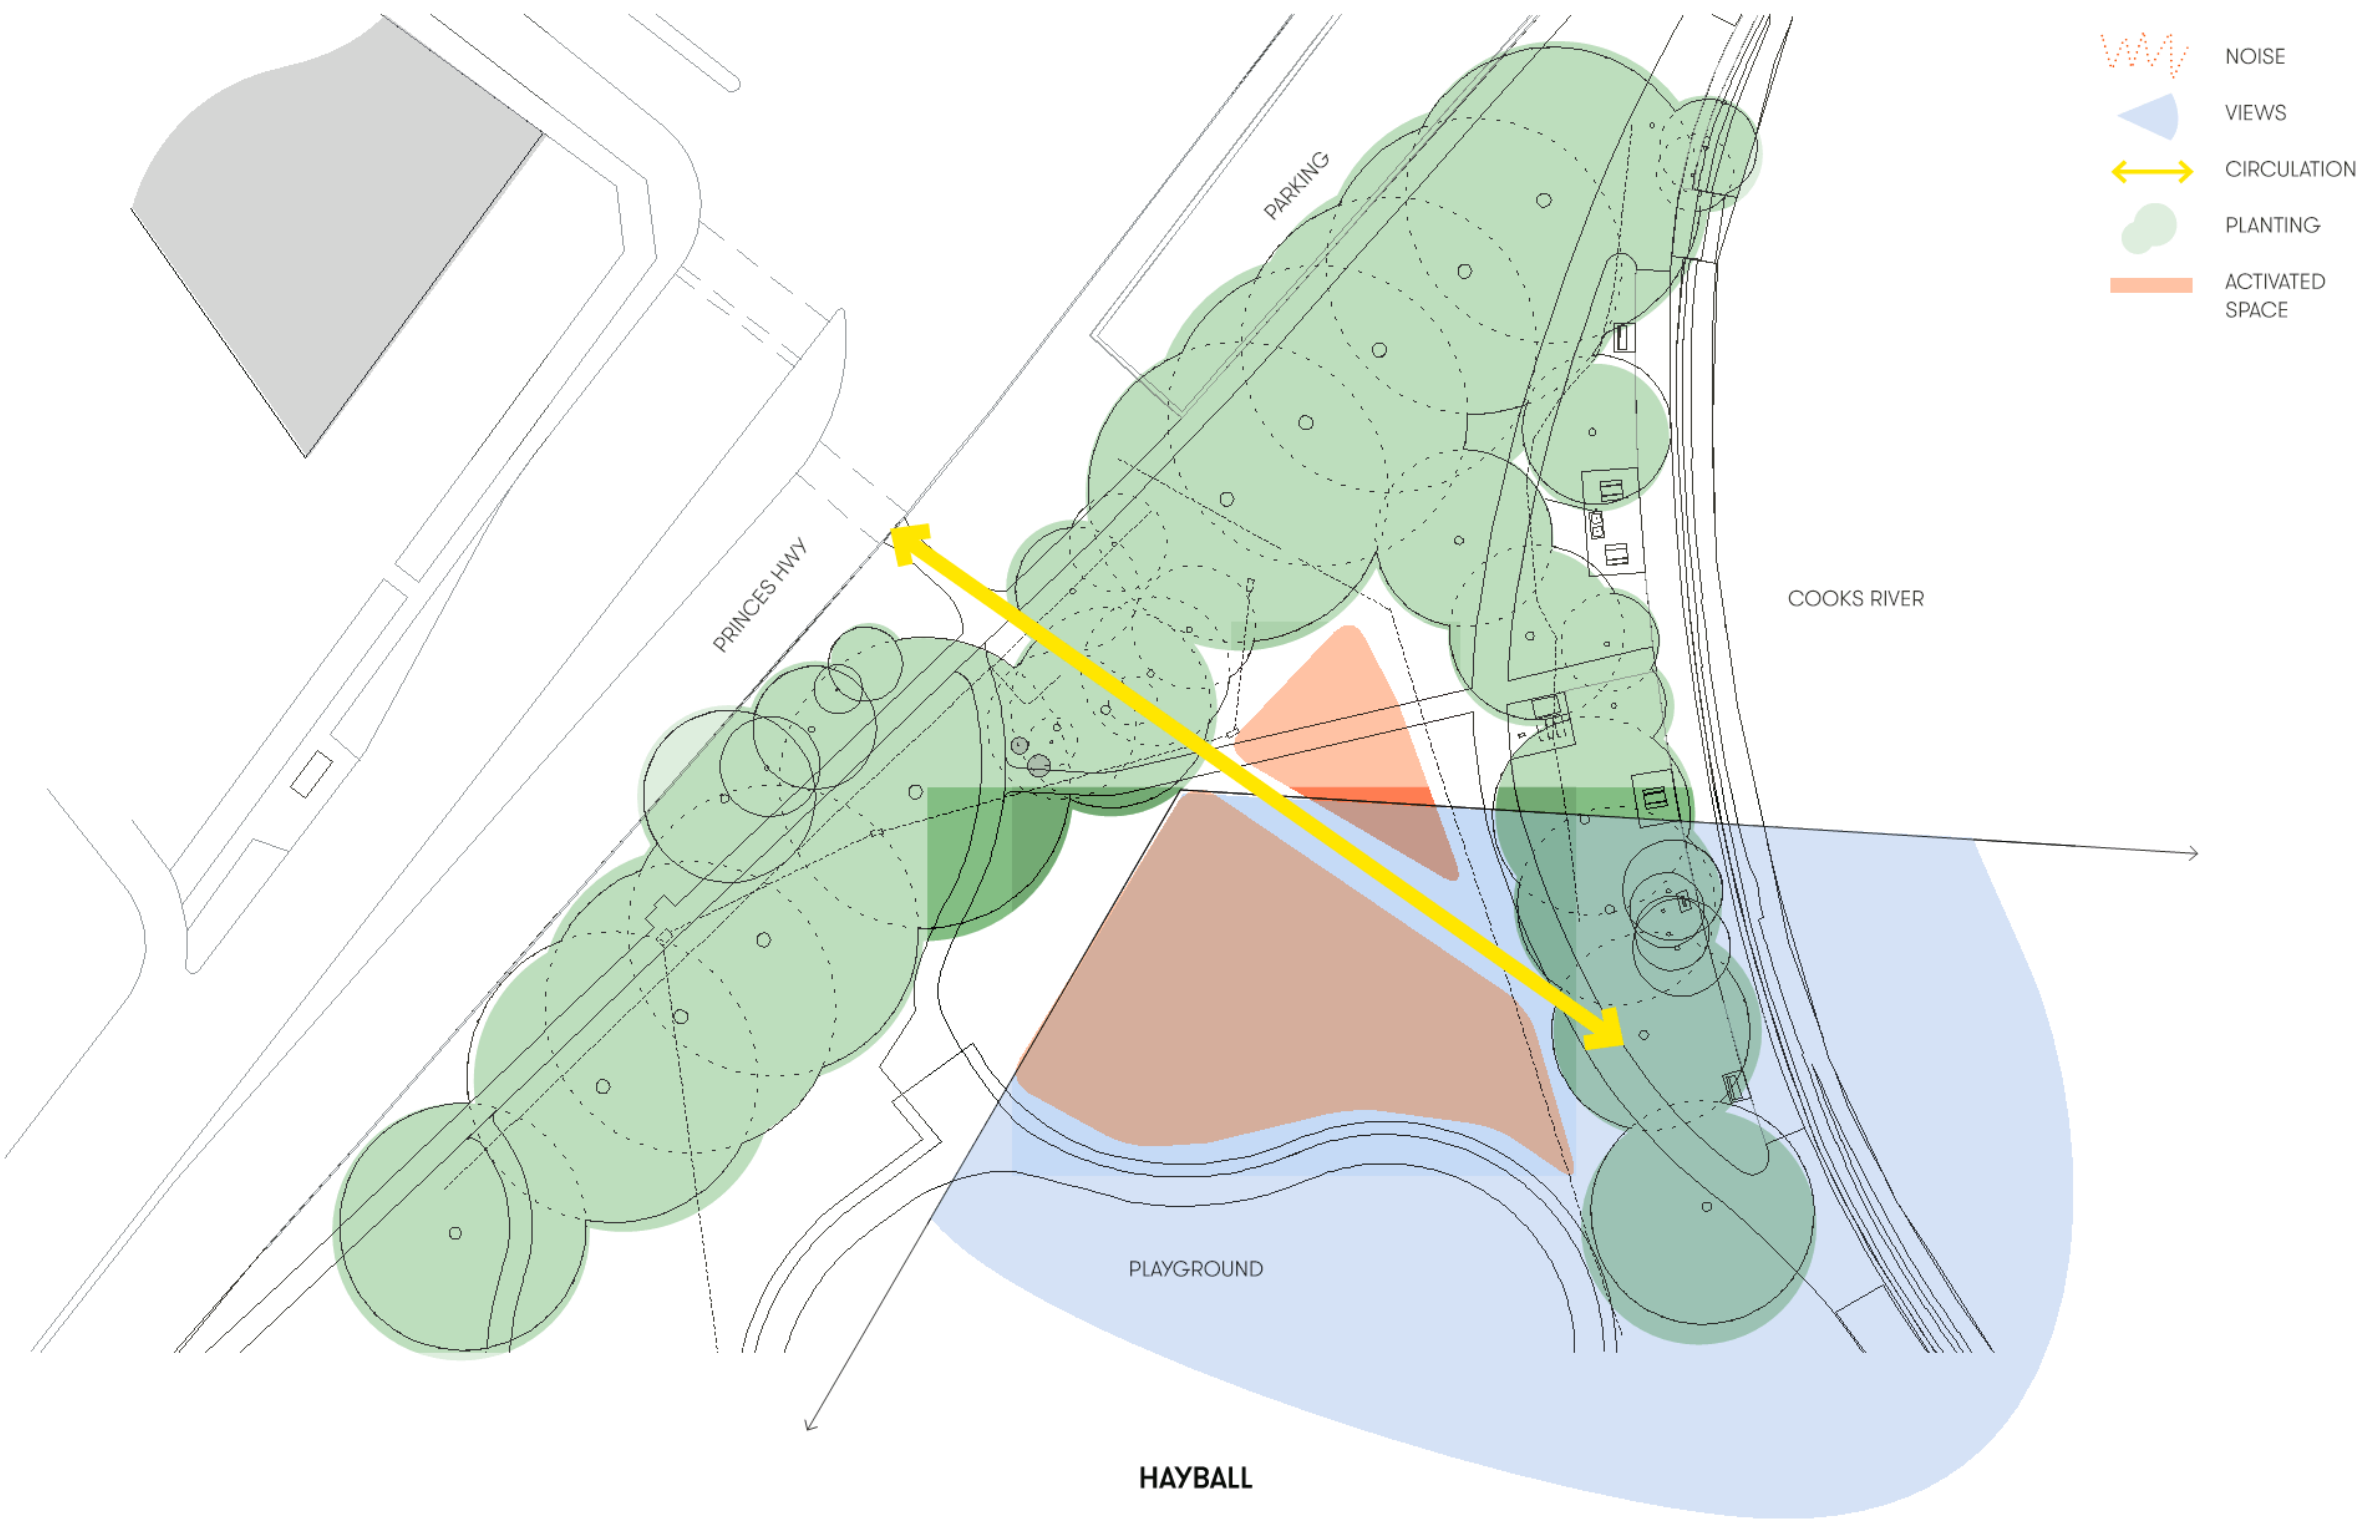 NOISE
VIEWS
CIRCULATION
PLANTING
ACTIVATED
SPACE
PARKING
PRINCES HWY
COOKS RIVER
PLAYGROUND
HAYBALL